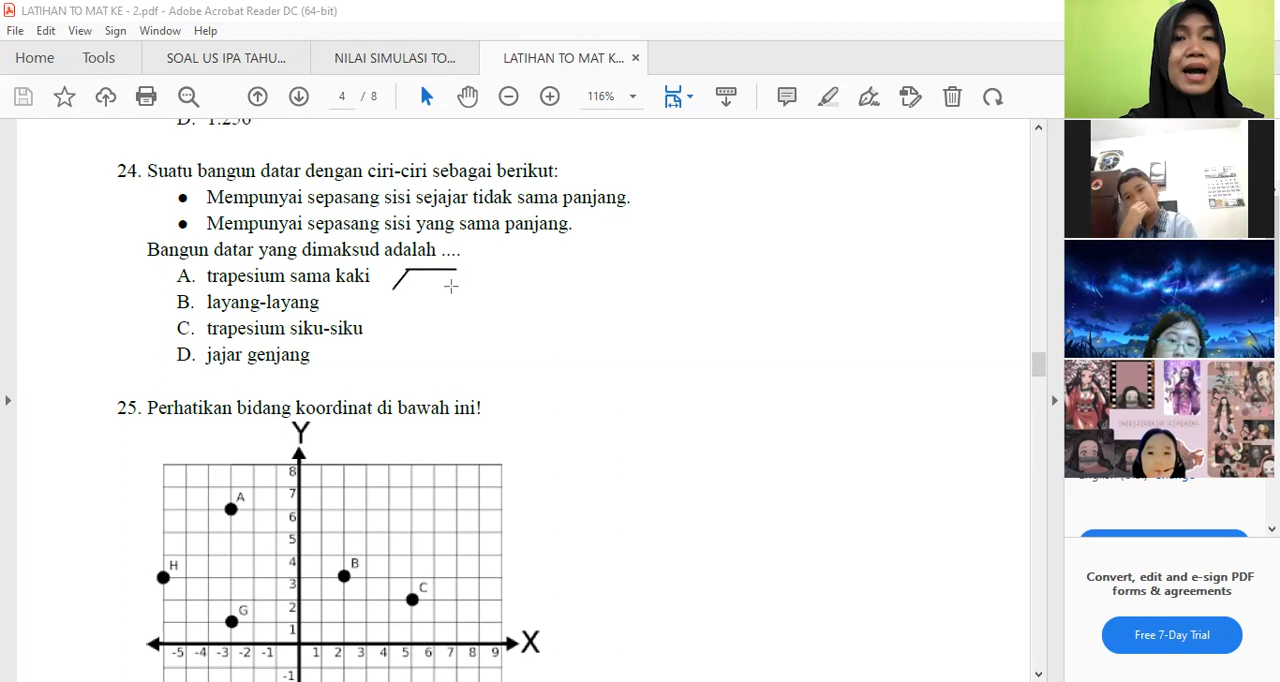 LATIHAN TO MAT KE - 2.pdf - Adobe Acrobat Reader DC (64-bit)
File Edit View Sign Window Help
Home Tools SOAL US IPA TAHU... NILAI SIMULASI TO... LATIHAN TO MAT K... ×
4 / 8 116%
D. 1.256
24. Suatu bangun datar dengan ciri-ciri sebagai berikut:
● Mempunyai sepasang sisi sejajar tidak sama panjang.
● Mempunyai sepasang sisi yang sama panjang.
Bangun datar yang dimaksud adalah ....
A. trapesium sama kaki
B. layang-layang
C. trapesium siku-siku
D. jajar genjang
25. Perhatikan bidang koordinat di bawah ini!
Y
8
A 7
6
5
H 4 B
3 C
G 2
1
-5 -4 -3 -2 -1 1 2 3 4 5 6 7 8 9 X
-1
Convert, edit and e-sign PDF
forms & agreements
Free 7-Day Trial